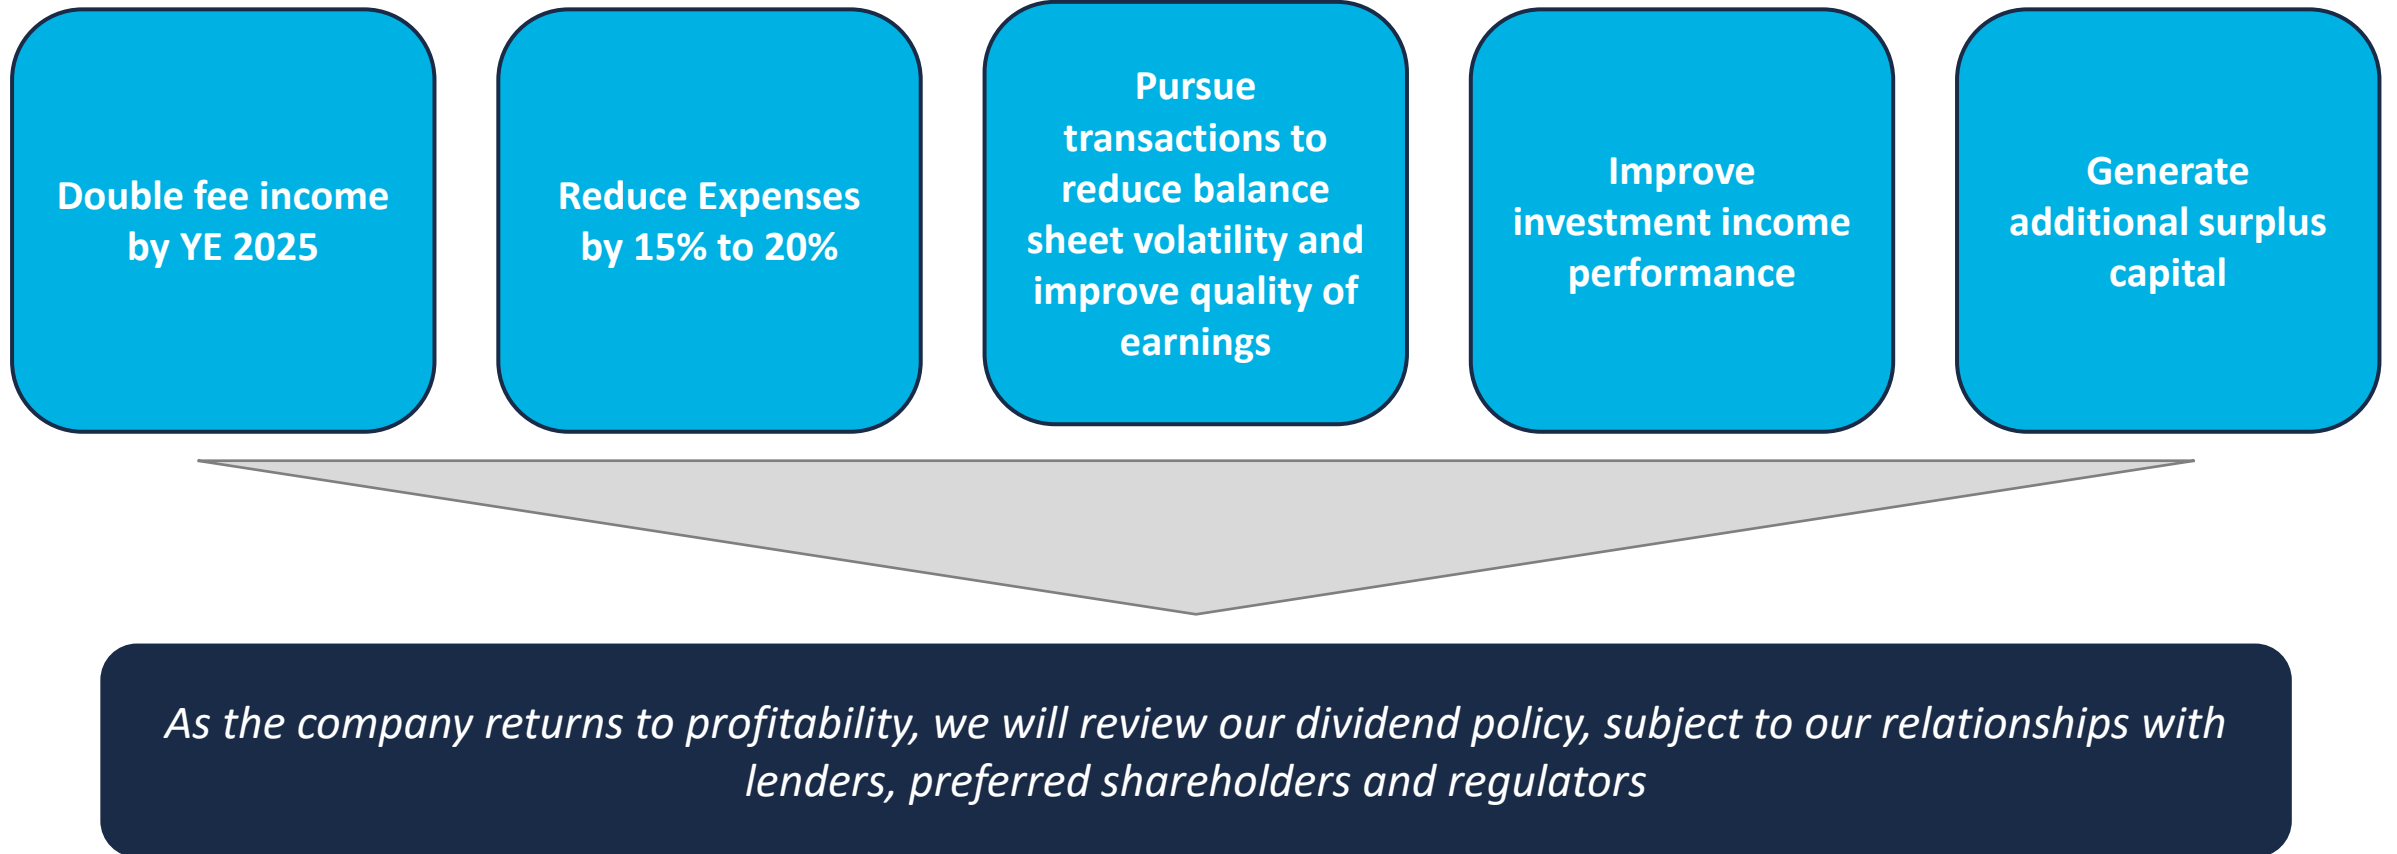 Double fee income
by YE 2025
Reduce Expenses
by 15% to 20%
Pursue
transactions to
reduce balance
sheet volatility and
improve quality of
earnings
Improve
investment income
performance
Generate
additional surplus
capital
As the company returns to profitability, we will review our dividend policy, subject to our relationships with
lenders, preferred shareholders and regulators